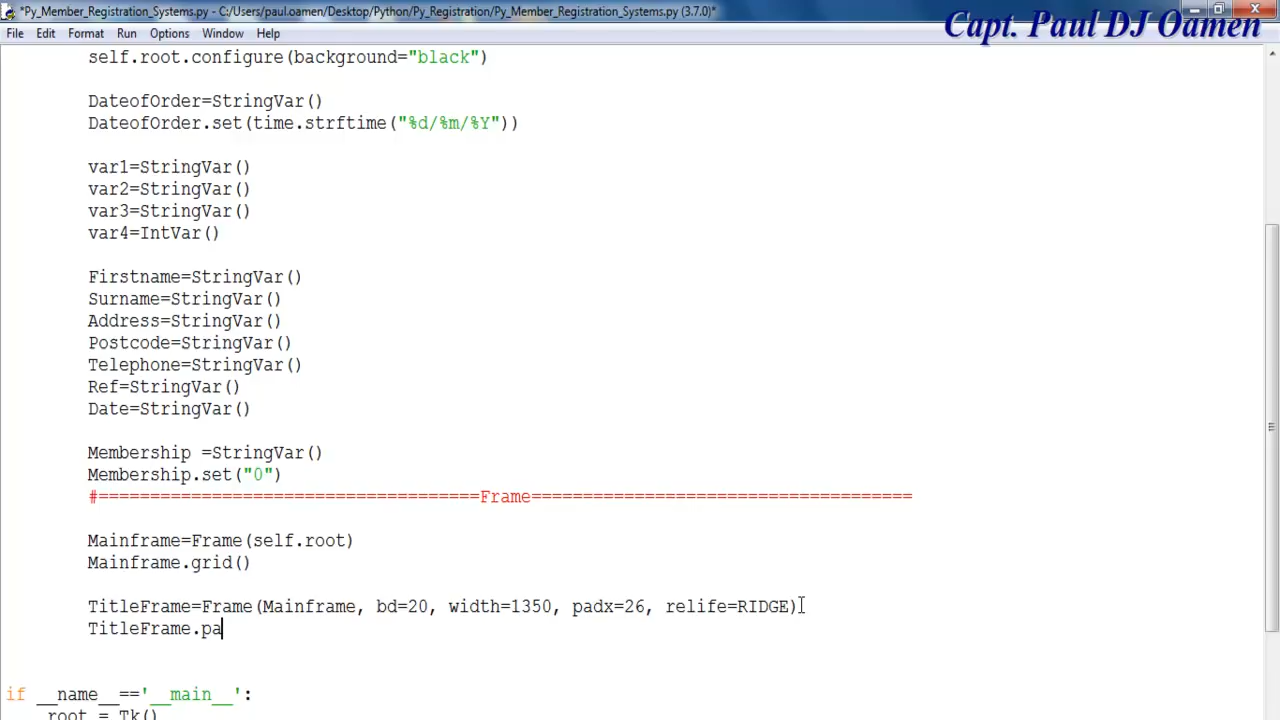 *Py_Member_Registration_Systems.py - C:/Users/paul.oamen/Desktop/Python/Py_Registration/Py_Member_Registration_Systems.py (3.7.0)*
Capt. Paul DJ Oamen
File Edit Format Run Options Window Help
self.root.configure(background="black")
DateofOrder=StringVar()
DateofOrder.set(time.strftime("%d/%m/%Y"))
var1=StringVar()
var2=StringVar()
var3=StringVar()
var4=IntVar()
Firstname=StringVar()
Surname=StringVar()
Address=StringVar()
Postcode=StringVar()
Telephone=StringVar()
Ref=StringVar()
Date=StringVar()
Membership =StringVar()
Membership.set("0")
#=====================================Frame=====================================
Mainframe=Frame(self.root)
Mainframe.grid()
TitleFrame=Frame(Mainframe, bd=20, width=1350, padx=26, relife=RIDGE)
TitleFrame.pa
if __name__=='__main__':
root = Tk()